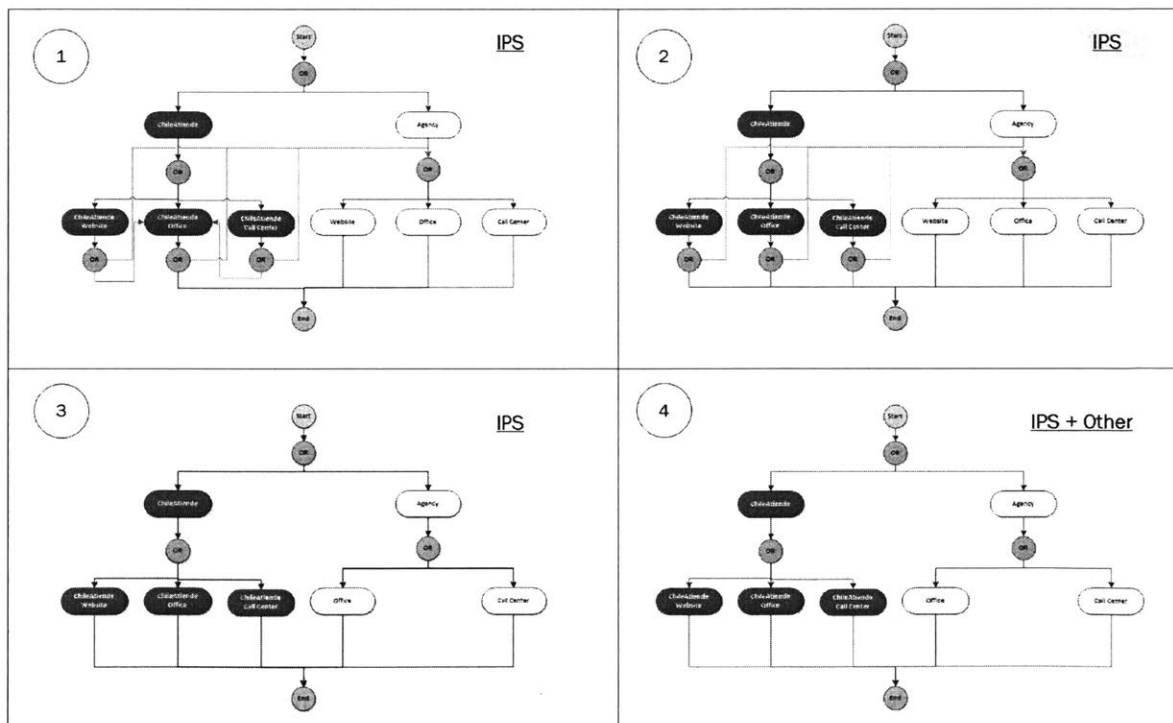 1
IPS
Start
OR
ChileAtiende
Agency
OR
OR
ChileAtiende
Website
ChileAtiende
Office
ChileAtiende
Call Center
Website
Office
Call Center
OR
OR
OR
End
2
IPS
Start
OR
ChileAtiende
Agency
OR
OR
ChileAtiende
Website
ChileAtiende
Office
ChileAtiende
Call Center
Website
Office
Call Center
OR
OR
OR
End
3
IPS
Start
OR
ChileAtiende
Agency
OR
OR
ChileAtiende
Website
ChileAtiende
Office
ChileAtiende
Call Center
Office
Call Center
End
4
IPS + Other
Start
OR
ChileAtiende
Agency
OR
OR
ChileAtiende
Website
ChileAtiende
Office
ChileAtiende
Call Center
Office
Call Center
End